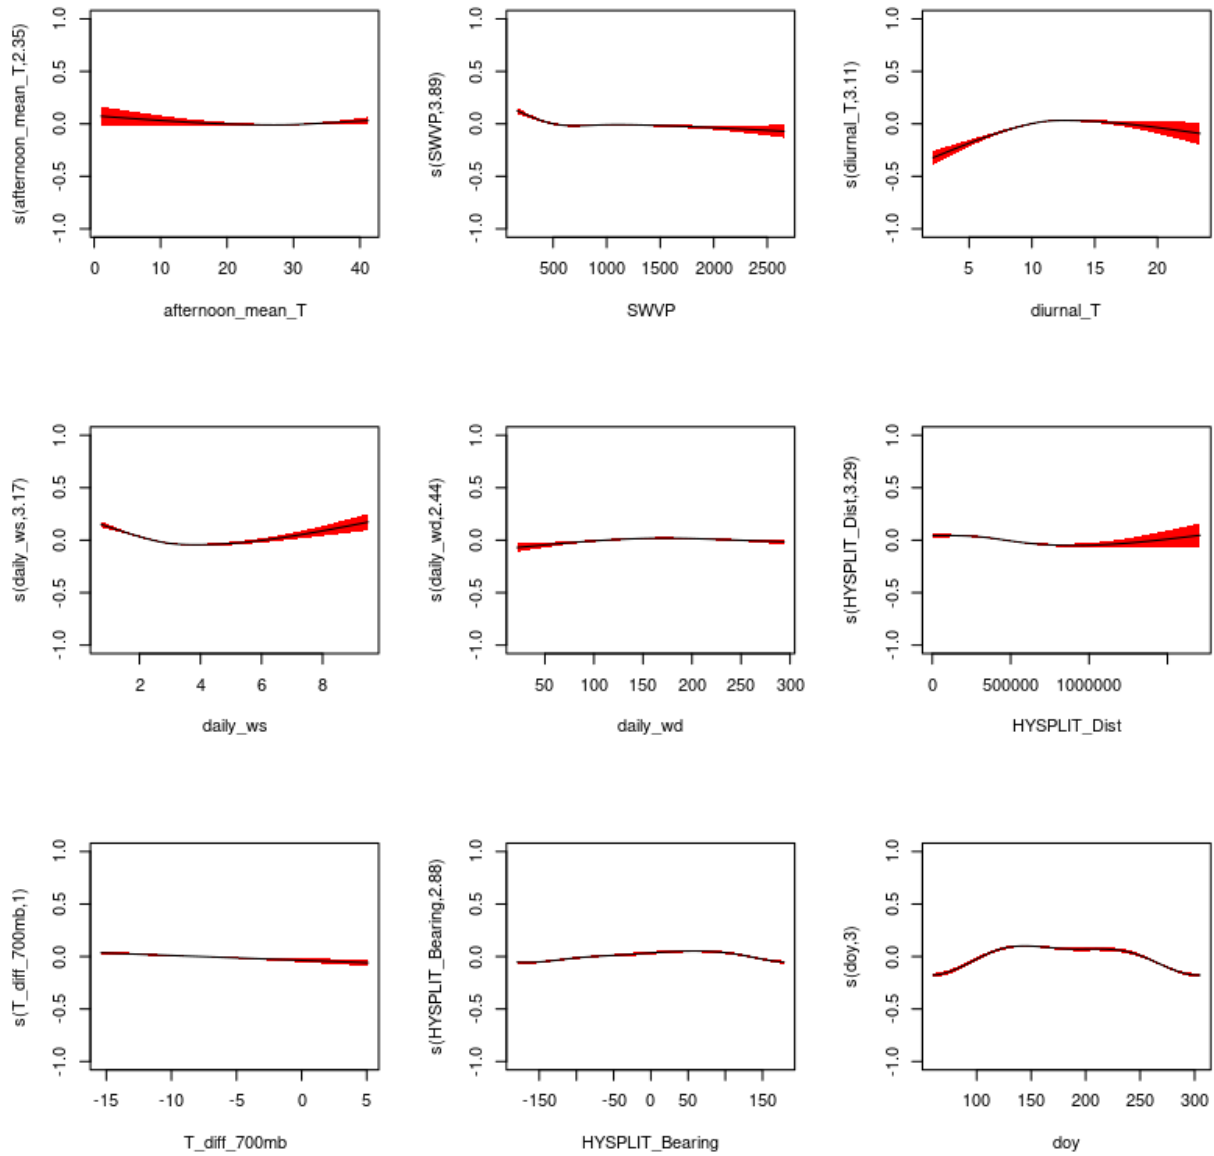 s(afternoon_mean_T,2.35)
1.0
0.5
0.0
-0.5
-1.0
0 10 20 30 40
afternoon_mean_T
s(SWVP,3.89)
1.0
0.5
0.0
-0.5
-1.0
500 1000 1500 2000 2500
SWVP
s(diurnal_T,3.11)
1.0
0.5
0.0
-0.5
-1.0
5 10 15 20
diurnal_T
s(daily_ws,3.17)
1.0
0.5
0.0
-0.5
-1.0
2 4 6 8
daily_ws
s(daily_wd,2.44)
1.0
0.5
0.0
-0.5
-1.0
50 100 150 200 250 300
daily_wd
s(HYSPLIT_Dist,3.29)
1.0
0.5
0.0
-0.5
-1.0
0 500000 1000000
HYSPLIT_Dist
s(T_diff_700mb,1)
1.0
0.5
0.0
-0.5
-1.0
-15 -10 -5 0 5
T_diff_700mb
s(HYSPLIT_Bearing,2.88)
1.0
0.5
0.0
-0.5
-1.0
-150 -50 0 50 150
HYSPLIT_Bearing
s(doy,3)
1.0
0.5
0.0
-0.5
-1.0
100 150 200 250 300
doy